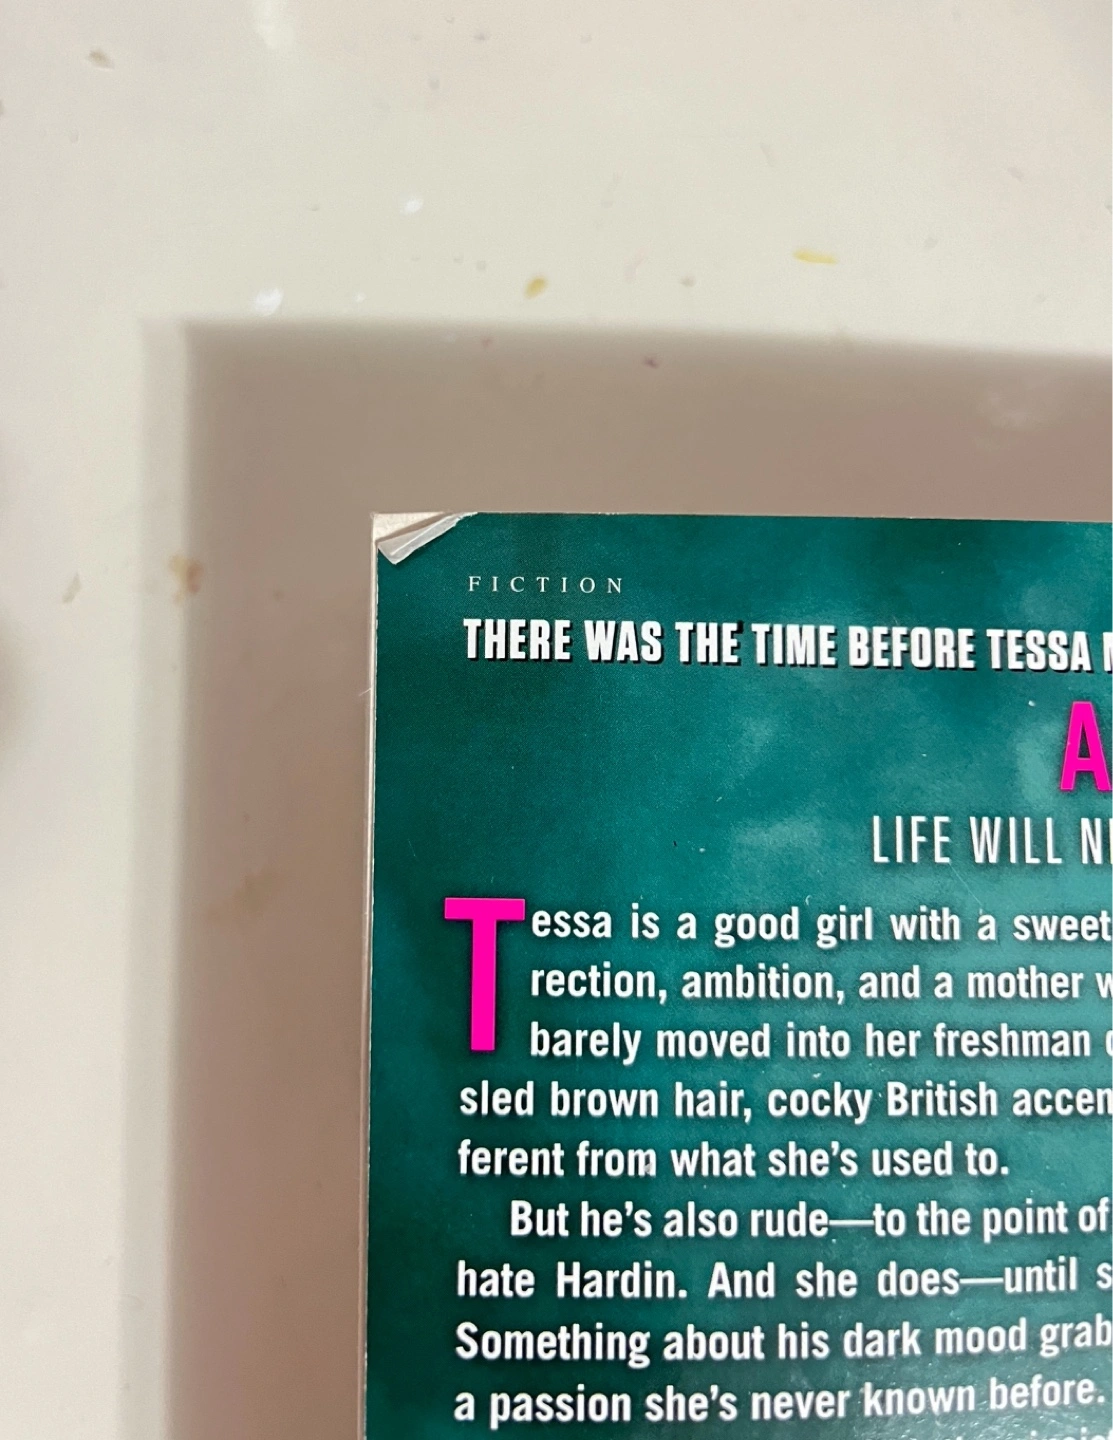 FICTION
THERE WAS THE TIME BEFORE TESSA
A
LIFE WILL
Tessa is a good girl with a sweet
rection, ambition, and a mother
barely moved into her freshman
sled brown hair, cocky British accen
ferent from what she's used to.
But he's also rude—to the point of
hate Hardin. And she does—until s
Something about his dark mood grab
a passion she's never known before.